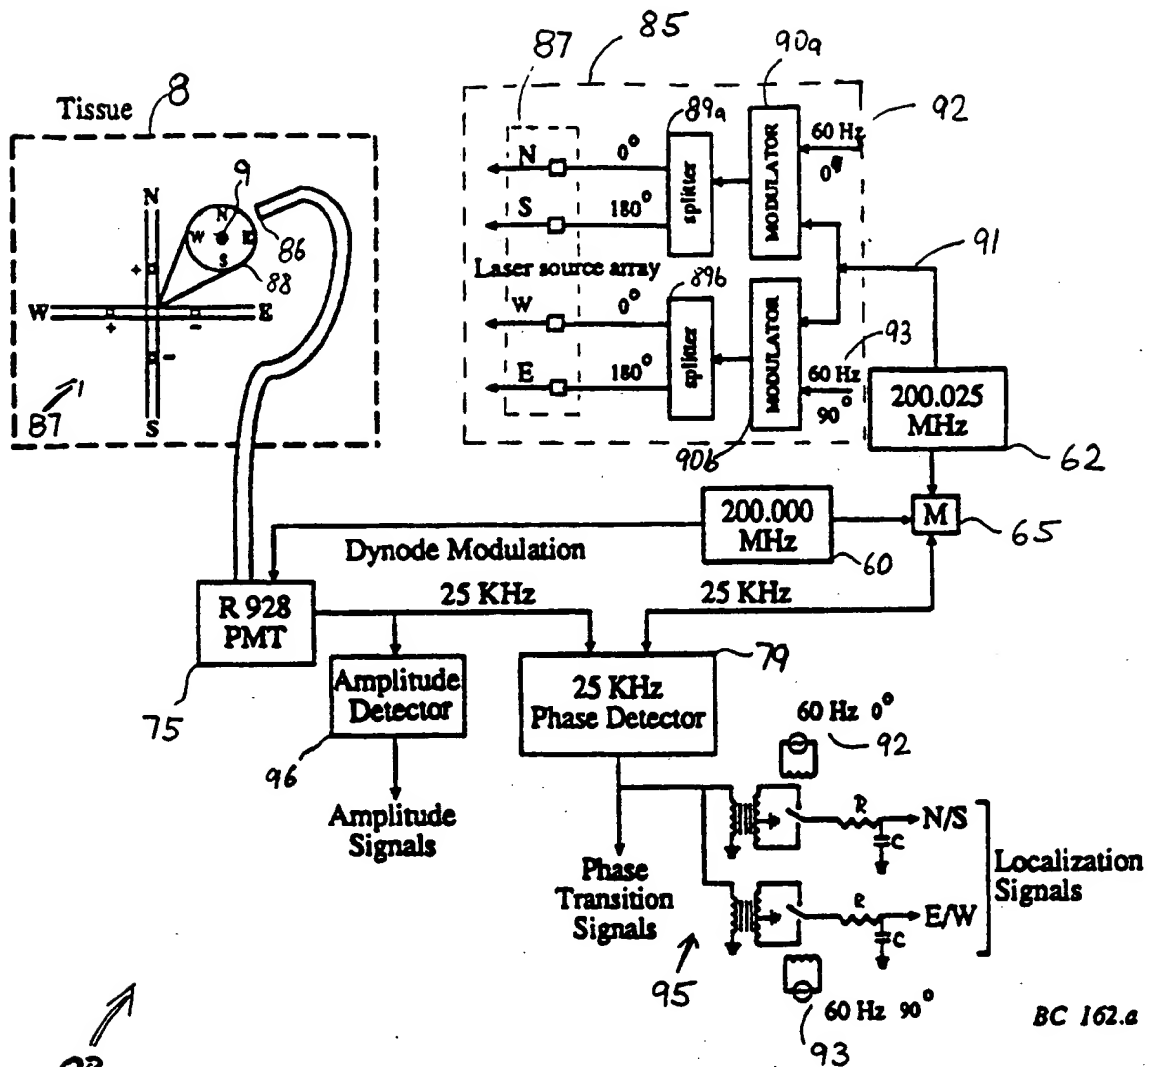 85
87
90a
8
Tissue
92
89a
60 Hz
0°
N
0°
MODULATOR
splitter
N
9
S
180°
W
E
86
S
88
91
Laser source array
89b
+
W
E
+
-
W
0°
MODULATOR
splitter
93
-
60 Hz
90°
E
180°
87'
S
200.025
MHz
90b
62
200.000
MHz
M
65
Dynode Modulation
60
25 KHz
25 KHz
R 928
PMT
79
Amplitude
Detector
25 KHz
Phase Detector
75
60 Hz 0°
92
96
R
N/S
Amplitude
Signals
C
Localization
Signals
Phase
Transition
Signals
R
E/W
C
95
60 Hz 90°
BC 162.a
93